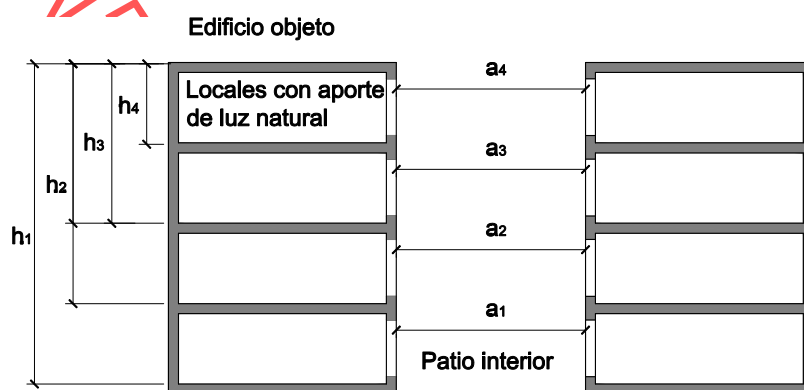 Edificio objeto
a4
Locales con aporte
de luz natural
h4
a3
h3
h2
a2
h1
a1
Patio interior